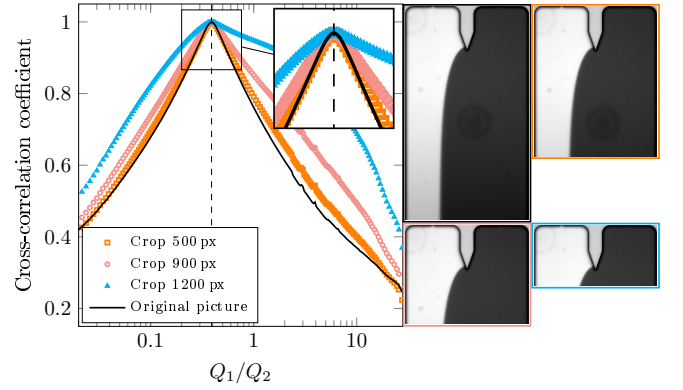 Cross-correlation coefficient
1
0.8
0.6
0.4
0.2
Crop 500 px
Crop 900 px
Crop 1200 px
Original picture
0.1
1
10
Q₁/Q₂